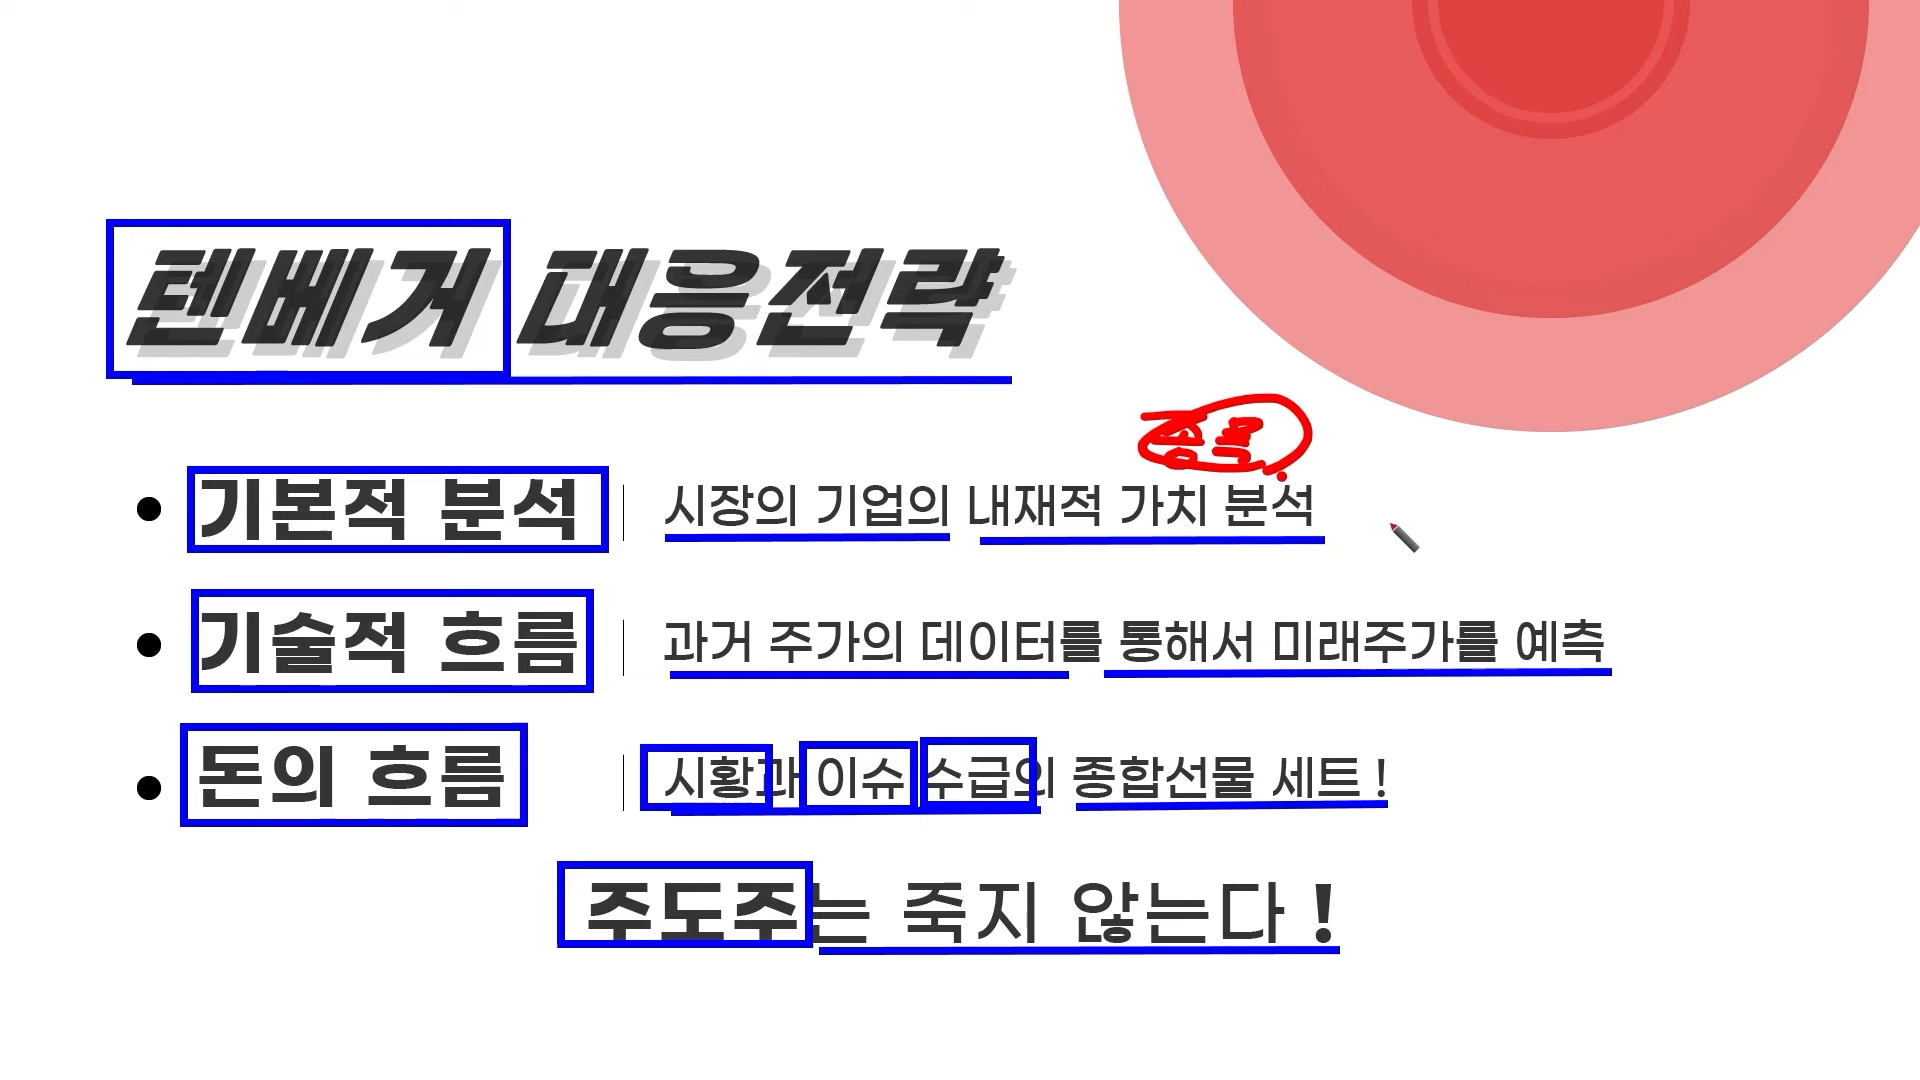 텐베거 대응전략
종목
기본적 분석 시장의 기업의 내재적 가치 분석
기술적 흐름 과거 주가의 데이터를 통해서 미래주가를 예측
돈의 흐름 시황과 이슈 수급의 종합선물 세트 !
주도주는 죽지 않는다 !